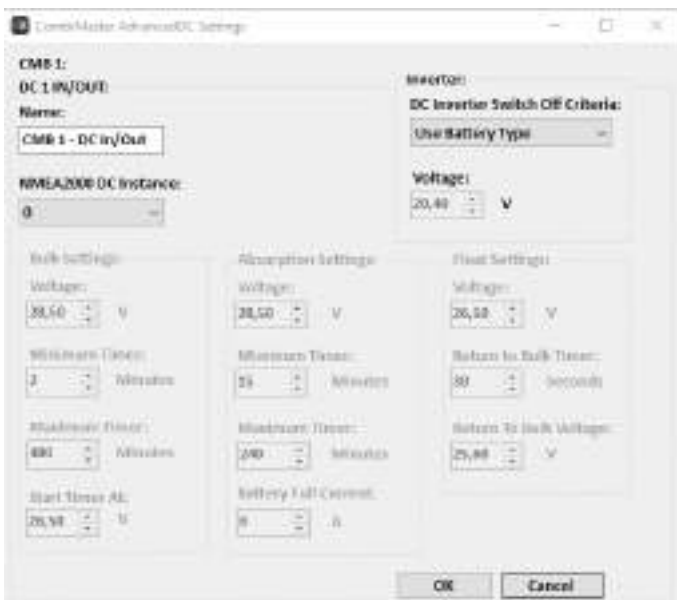 CombiMaster AdvancedDC Settings
CMB 1:
DC 1 IN/OUT:
Name:
CMB 1 - DC In/Out
NMEA2000 DC Instance:
0
Inverter:
DC Inverter Switch Off Criteria:
Use Battery Type
Voltage:
20,40 V
Bulk Settings:
Voltage:
28,50 V
Minimum Timer:
2 Minutes
Maximum Timer:
480 Minutes
Start Timer At:
26,50 V
Absorption Settings:
Voltage:
28,50 V
Minimum Timer:
15 Minutes
Maximum Timer:
240 Minutes
Battery Full Current:
A
Float Settings:
Voltage:
26,50 V
Return to Bulk Timer:
30 Seconds
Return To Bulk Voltage:
V
OK Cancel